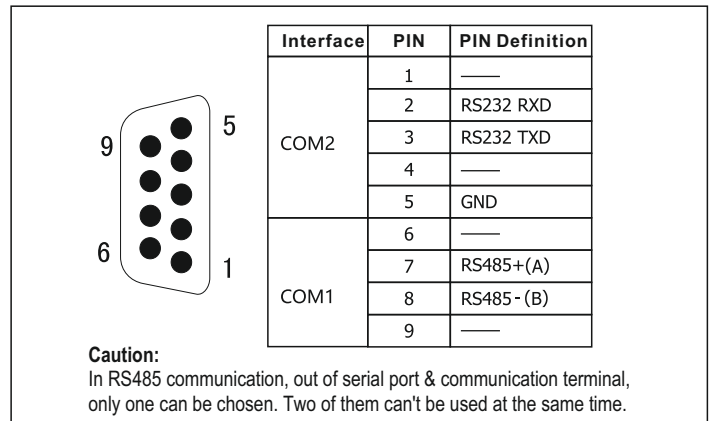 Interface PIN PIN Definition
COM2
1 ——
2 RS232 RXD
3 RS232 TXD
4 ——
5 GND
COM1
6 ——
7 RS485+(A)
8 RS485-(B)
9 ——
5
9
6
1
Caution:
In RS485 communication, out of serial port & communication terminal,
only one can be chosen. Two of them can't be used at the same time.